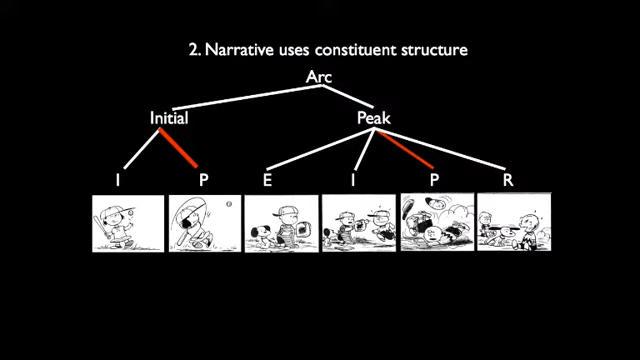 2. Narrative uses constituent structure
Arc
Initial Peak
I P E I P R